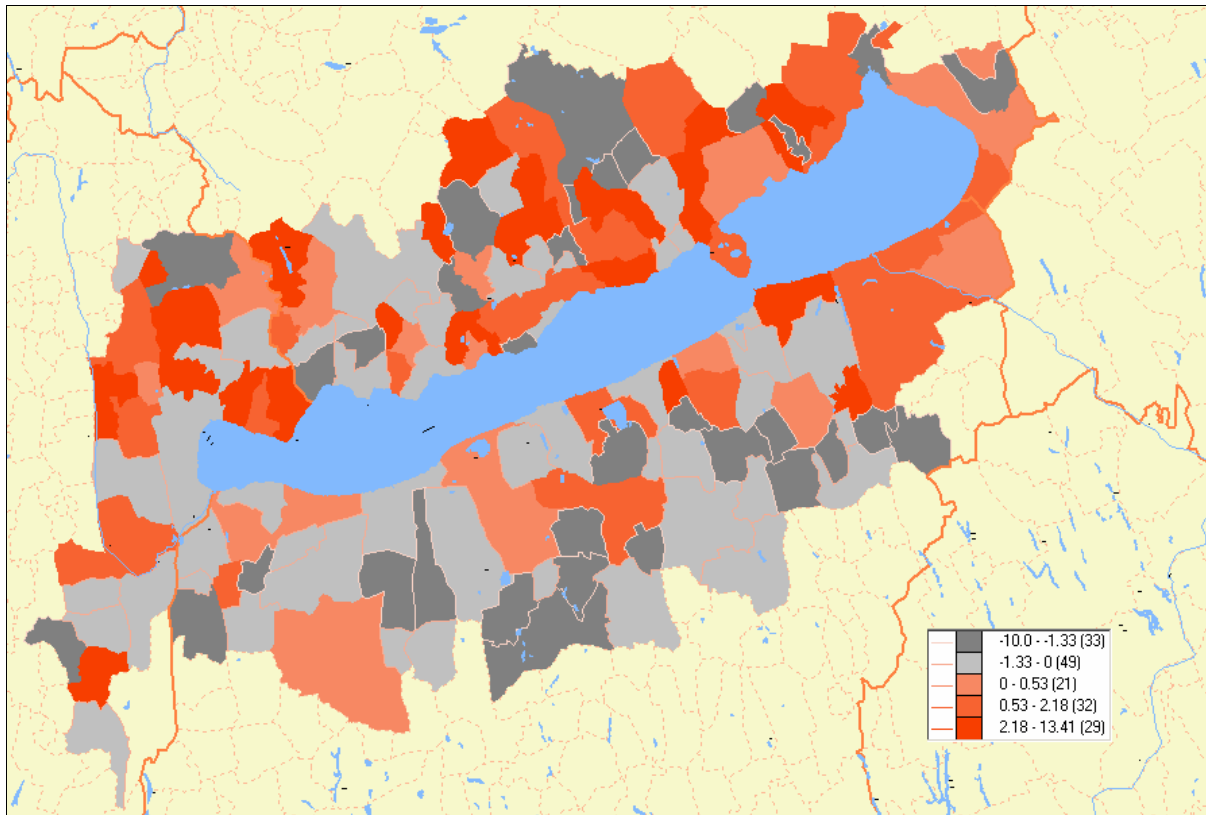 -10.0 - -1.33 (33)
-1.33 - 0 (49)
0 - 0.53 (21)
0.53 - 2.18 (32)
2.18 - 13.41 (29)